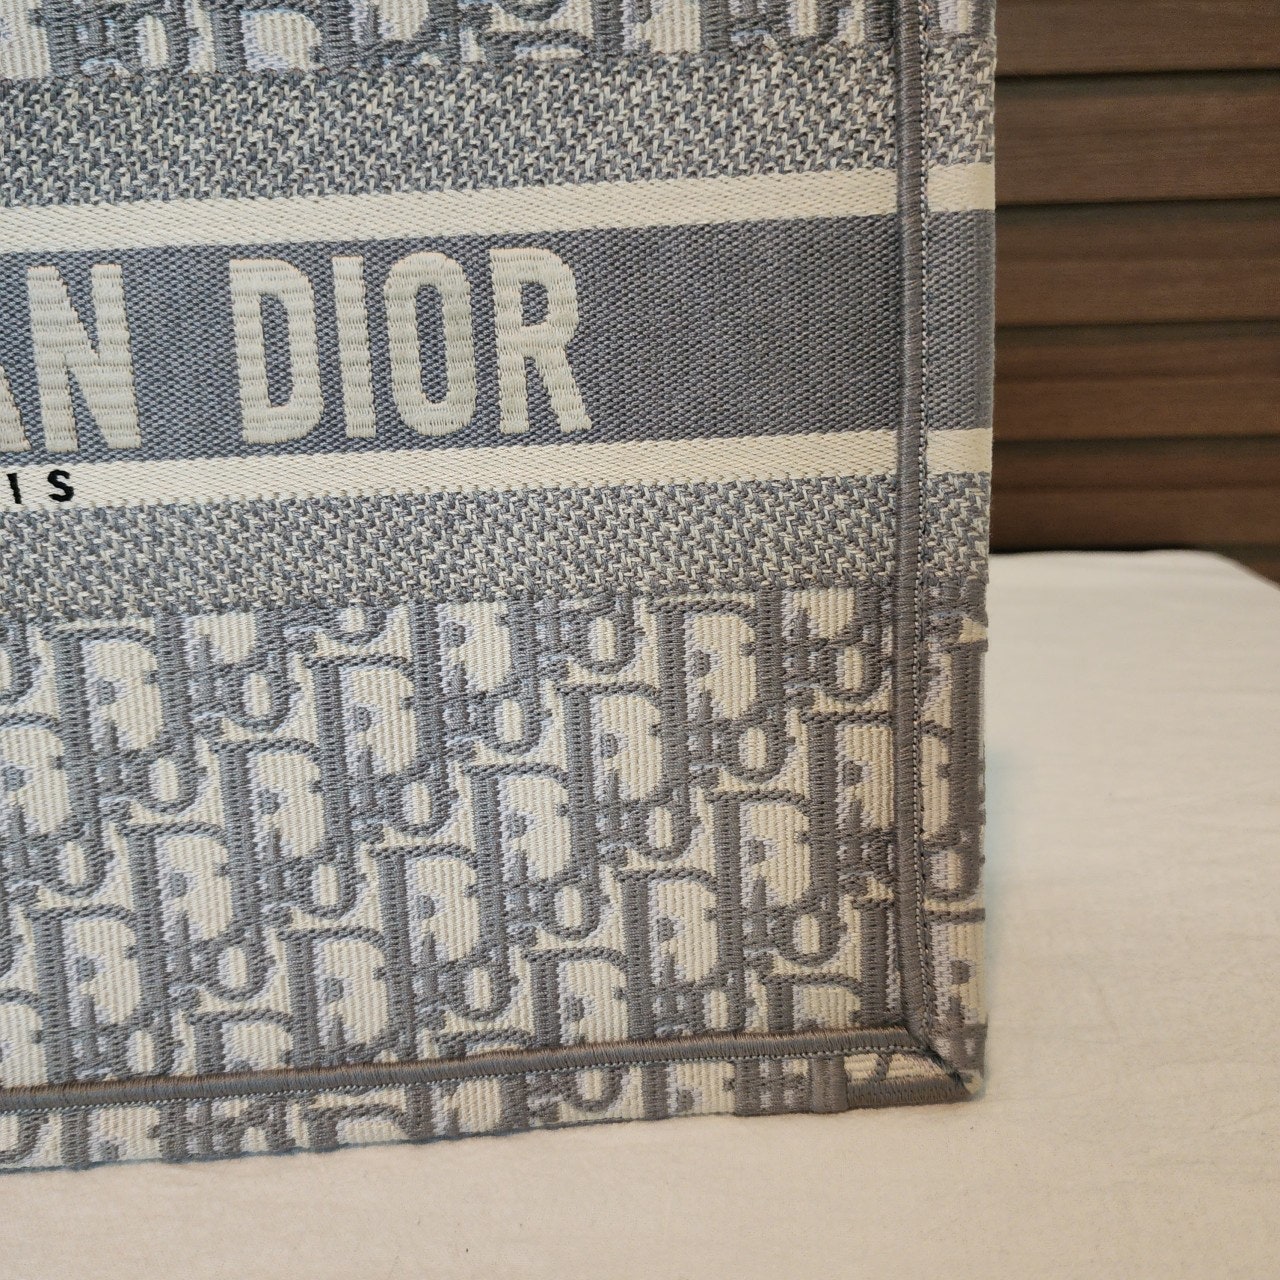 AN DIOR
IS